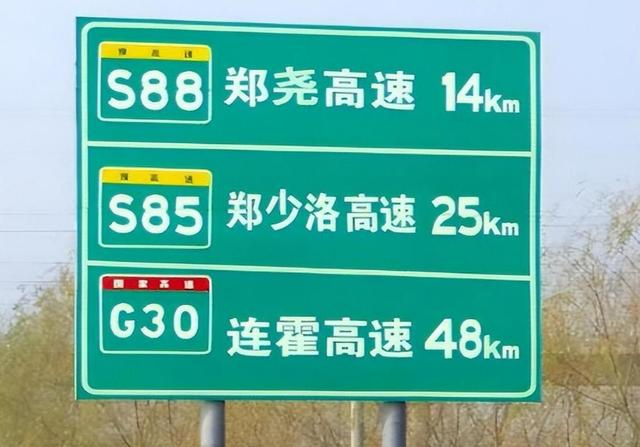 豫高速
S88 郑尧高速 14km
豫高速
S85 郑少洛高速 25km
国家高速
G30 连霍高速 48km